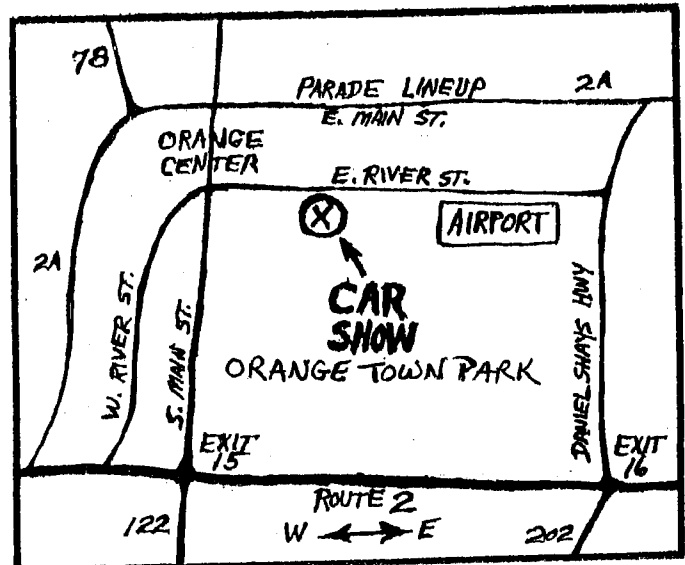 78
PARADE LINEUP
2A
E. MAIN ST.
ORANGE
CENTER
E. RIVER ST.
X
AIRPORT
2A
W. RIVER ST.
S. MAIN ST.
CAR
SHOW
ORANGE TOWN PARK
DANIEL SHAYS HWY
EXIT
15
EXIT
16
ROUTE 2
122
W E
202